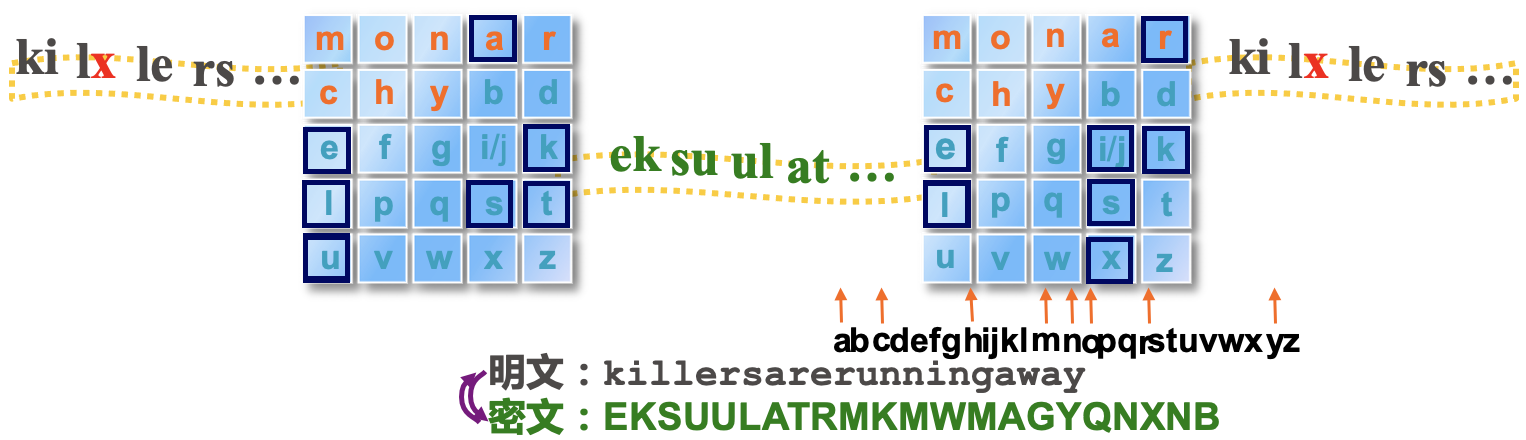 ki lx le rs …
m o n a r
c h y b d
e f g i/j k
l p q s t
u v w x z
ek su ul at …
m o n a r
c h y b d
e f g i/j k
l p q s t
u v w x z
ki lx le rs …
abcdefghijklmnopqrstuvwxyz
明文：killersarerunningaway
密文：EKSUULATRMKMWMAGYQNXNB